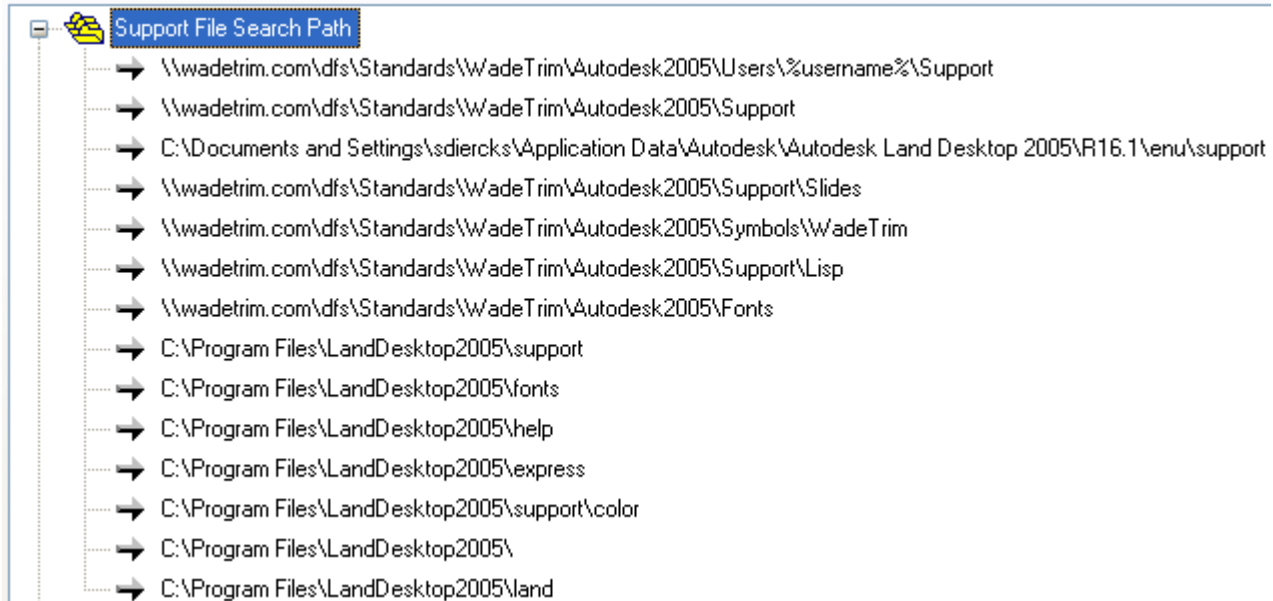 Support File Search Path
\\wadetrim.com\dfs\Standards\WadeTrim\Autodesk2005\Users\%username%\Support
\\wadetrim.com\dfs\Standards\WadeTrim\Autodesk2005\Support
C:\Documents and Settings\sdiercks\Application Data\Autodesk\Autodesk Land Desktop 2005\R16.1\enu\support
\\wadetrim.com\dfs\Standards\WadeTrim\Autodesk2005\Support\Slides
\\wadetrim.com\dfs\Standards\WadeTrim\Autodesk2005\Symbols\WadeTrim
\\wadetrim.com\dfs\Standards\WadeTrim\Autodesk2005\Support\Lisp
\\wadetrim.com\dfs\Standards\WadeTrim\Autodesk2005\Fonts
C:\Program Files\LandDesktop2005\support
C:\Program Files\LandDesktop2005\fonts
C:\Program Files\LandDesktop2005\help
C:\Program Files\LandDesktop2005\express
C:\Program Files\LandDesktop2005\support\color
C:\Program Files\LandDesktop2005\
C:\Program Files\LandDesktop2005\land